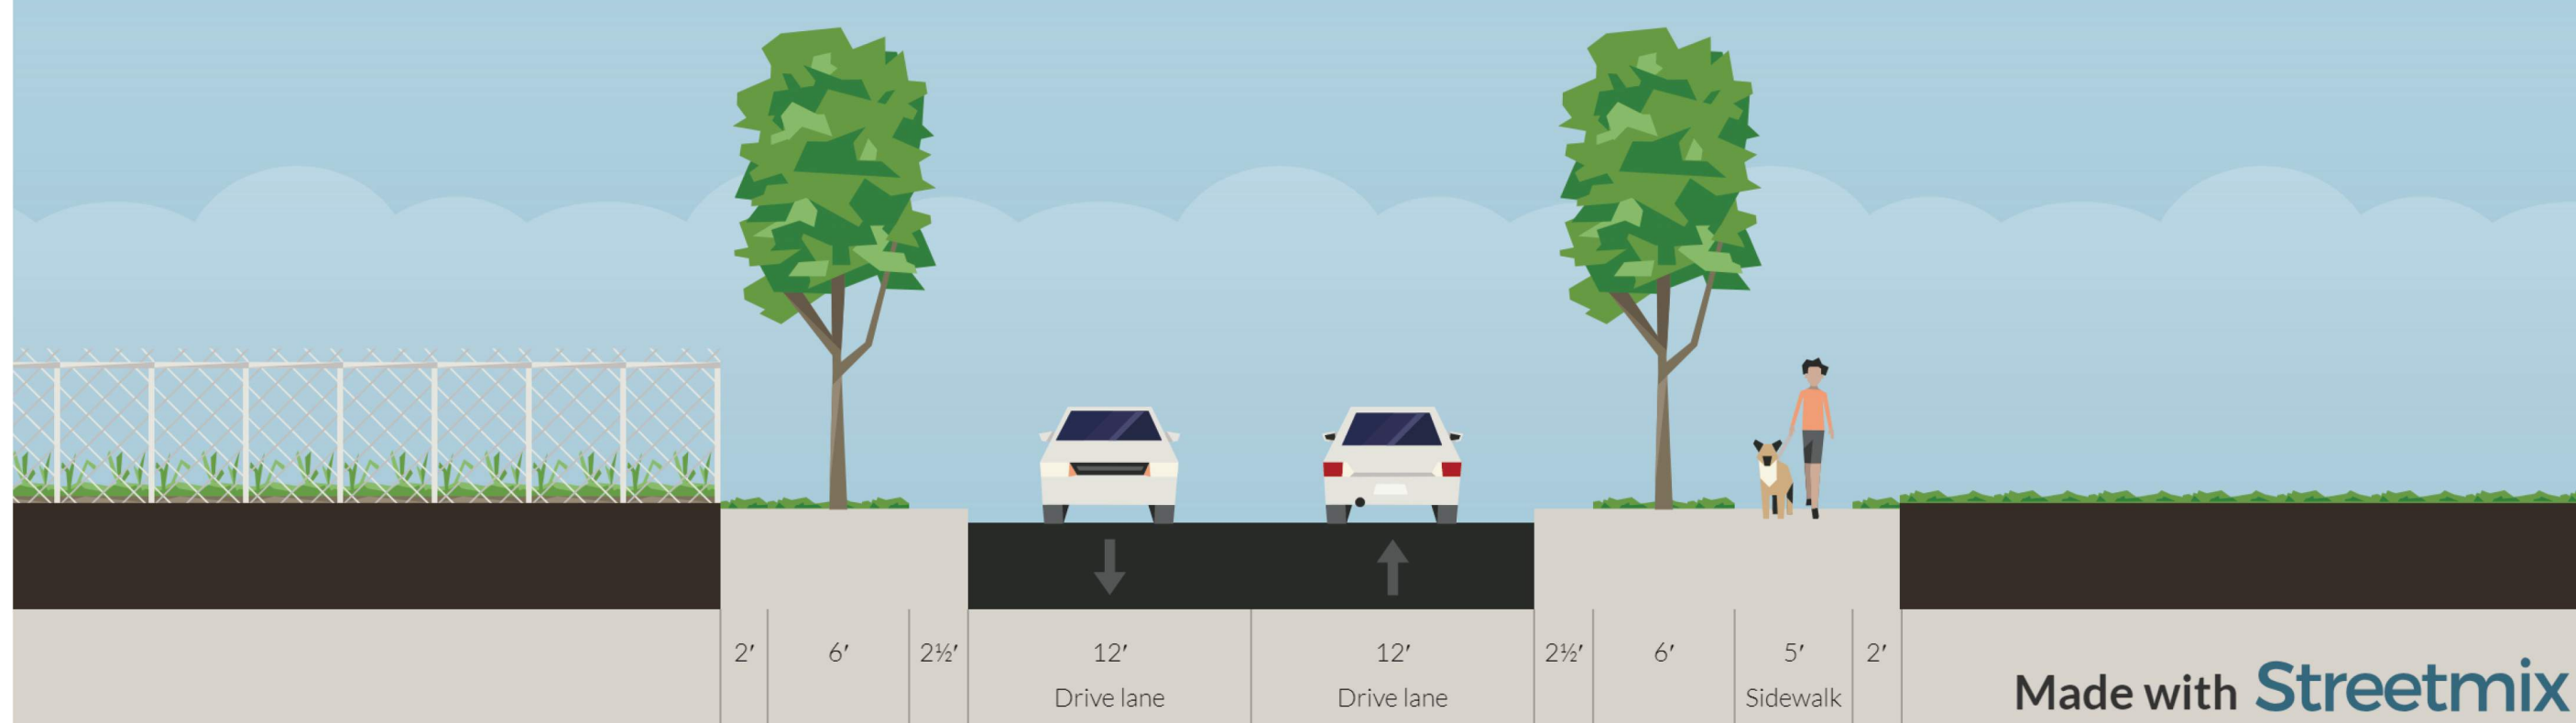 2′ 6′ 2½′ 12′ 12′ 2½′ 6′ 5′ 2′
Drive lane Drive lane Sidewalk
Made with Streetmix